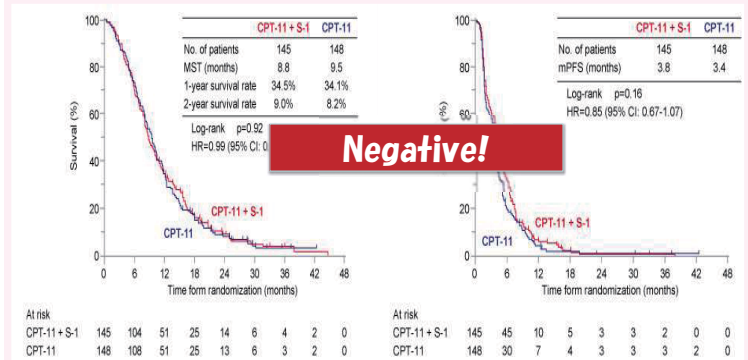 CPT-11 + S-1 CPT-11
No. of patients 145 148
MST (months) 8.8 9.5
1-year survival rate 34.5% 34.1%
2-year survival rate 9.0% 8.2%
Log-rank p=0.92
HR=0.99 (95% CI: 0
100
80
60
40
20
0
Survival (%)
CPT-11 + S-1
CPT-11
0 6 12 18 24 30 36 42 48
Time form randomization (months)
At risk
CPT-11 + S-1 145 104 51 25 14 6 4 2 0
CPT-11 148 108 51 25 13 6 3 2 0
Negative!
CPT-11 + S-1 CPT-11
No. of patients 145 148
mPFS (months) 3.8 3.4
Log-rank p=0.16
HR=0.85 (95% CI: 0.67-1.07)
100
80
60
40
20
0
(%)
CPT-11 + S-1
CPT-11
0 6 12 18 24 30 36 42 48
Time form randomization (months)
At risk
CPT-11 + S-1 145 45 10 5 3 3 2 0 0
CPT-11 148 30 7 4 3 3 3 2 0